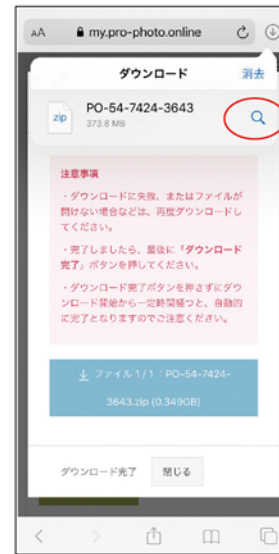 AA my.pro-photo.online
ダウンロード 消去
zip PO-54-7424-3643
373.8 MB
注意事項
・ダウンロードに失敗、またはファイルが
開けない場合などは、再度ダウンロードし
てください。
・完了しましたら、最後に「ダウンロード
完了」ボタンを押してください。
・ダウンロード完了ボタンを押さずにダウ
ンロード開始から一定時間経つと、自動的
に完了となりますのでご注意ください。
ファイル 1 / 1 : PO-54-7424-
3643.zip (0.349GB)
ダウンロード完了 閉じる